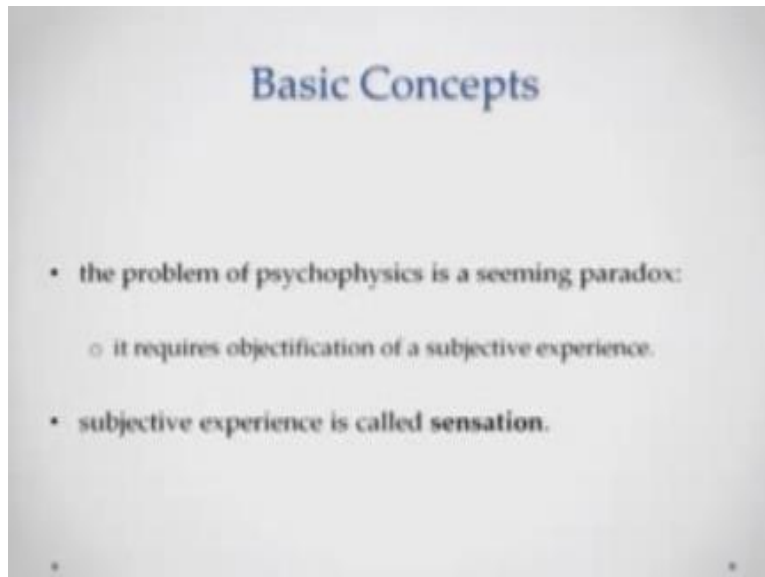 Basic Concepts
• the problem of psychophysics is a seeming paradox:
o it requires objectification of a subjective experience.
• subjective experience is called sensation.